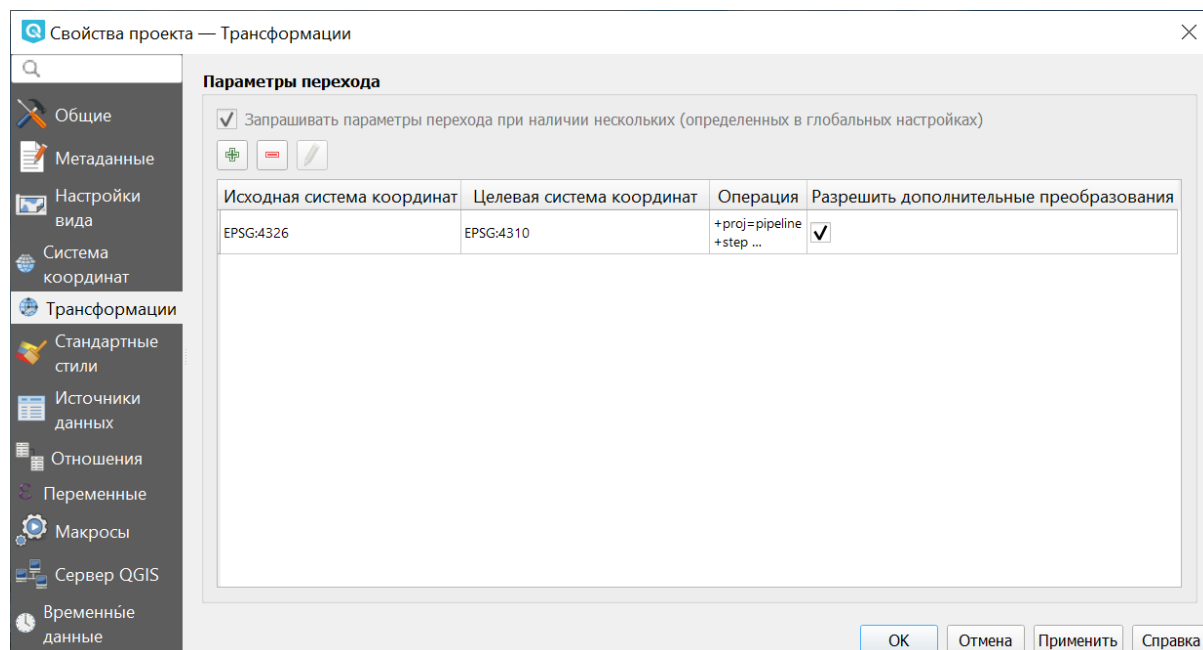 Свойства проекта — Трансформации
Параметры перехода
Общие
Метаданные
Настройки
вида
Система
координат
Трансформации
Стандартные
стили
Источники
данных
Отношения
Переменные
Макросы
Сервер QGIS
Временны́е
данные
Запрашивать параметры перехода при наличии нескольких (определенных в глобальных настройках)
Исходная система координат Целевая система координат Операция Разрешить дополнительные преобразования
EPSG:4326 EPSG:4310 +proj=pipeline
+step ...
ОК Отмена Применить Справка